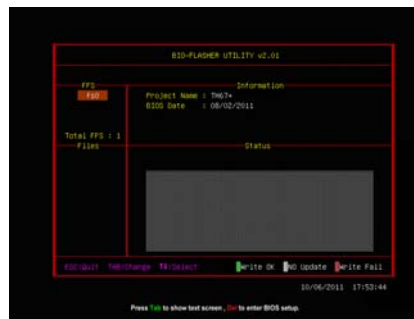 BIO-FLASHER UTILITY v2.01
FFS
Information
FS0
Project Name : TH67+
BIOS Date : 08/02/2011
Total FFS : 1
Files
Status
ESC:QUIT TAB:Change ↑↓:Select
Write OK NO Update Write Fail
10/06/2011 17:53:44
Press Tab to show text screen , Del to enter BIOS setup.